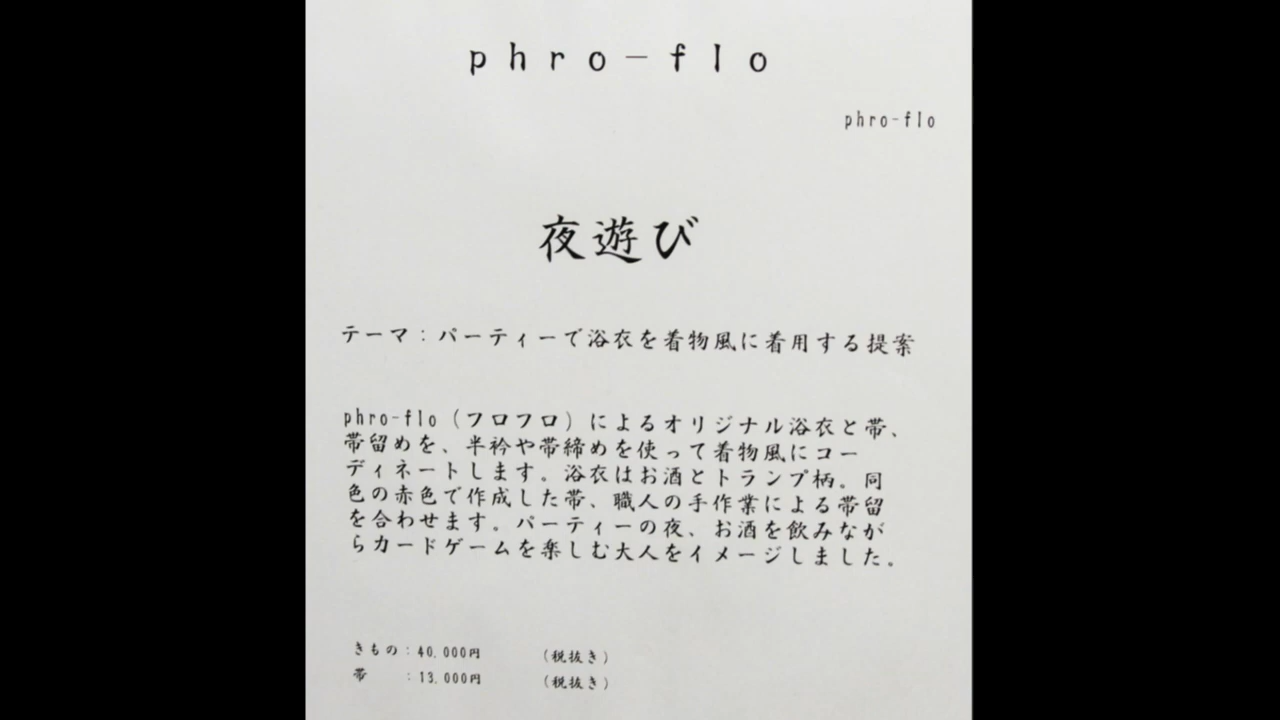 phro-flo
phro-flo
夜遊び
テーマ：パーティーで浴衣を着物風に着用する提案
phro-flo（フロフロ）によるオリジナル浴衣と帯、
帯留めを、半衿や帯締めを使って着物風にコー
ディネートします。浴衣はお酒とトランプ柄。同
色の赤色で作成した帯、職人の手作業による帯留
を合わせます。パーティーの夜、お酒を飲みなが
らカードゲームを楽しむ大人をイメージしました。
きもの：40,000円　　（税抜き）
帯　　：13,000円　　（税抜き）